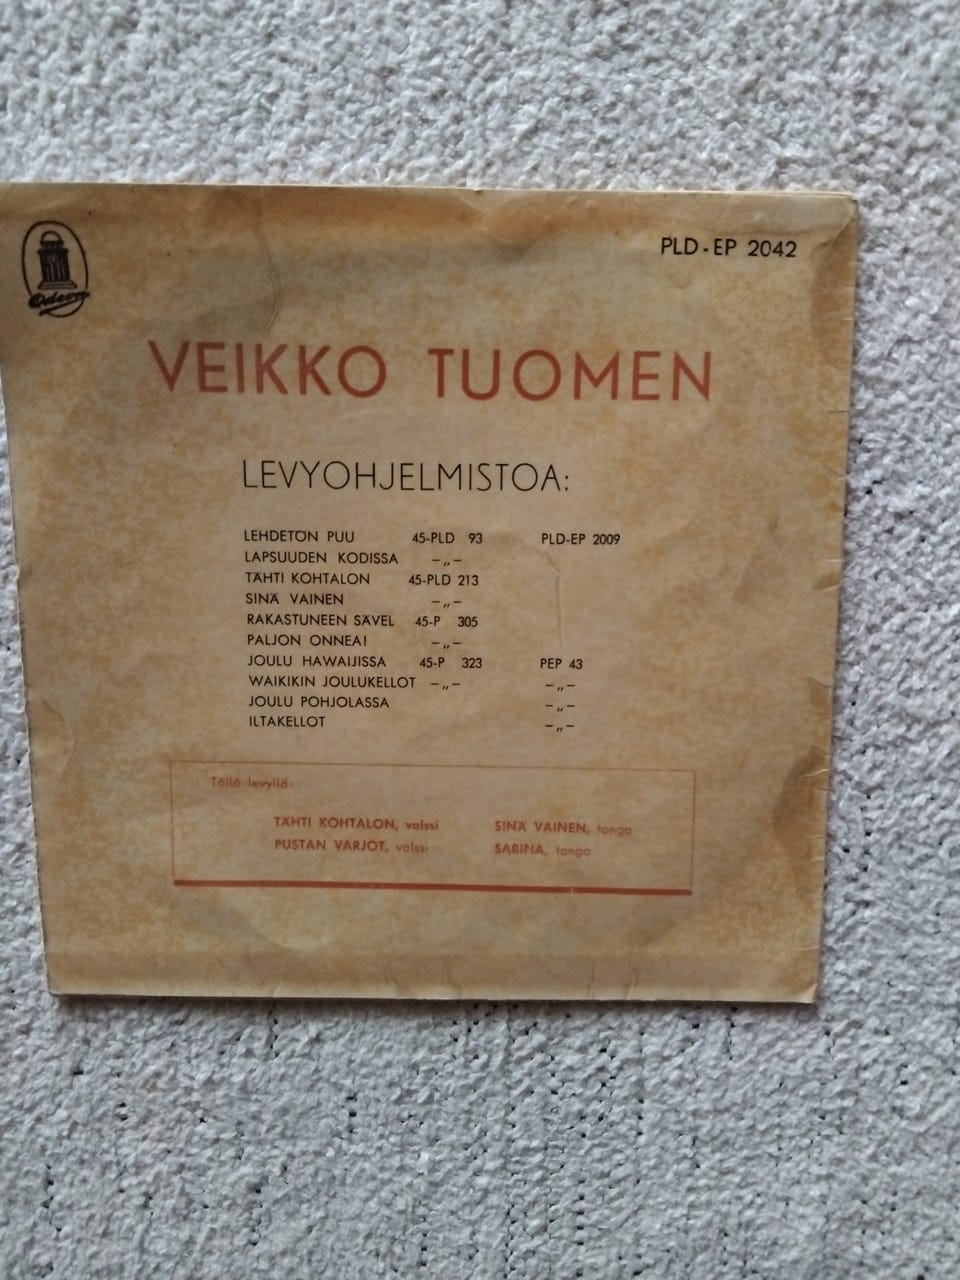 Odeon
PLD-EP 2042
VEIKKO TUOMEN
LEVYOHJELMISTOA:
LEHDETÖN PUU 45-PLD 93 PLD-EP 2009
LAPSUUDEN KODISSA –„–
TÄHTI KOHTALON 45-PLD 213
SINÄ VAINEN –„–
RAKASTUNEEN SÄVEL 45-P 305
PALJON ONNEA! –„–
JOULU HAWAIJISSA 45-P 323 PEP 43
WAIKIKIN JOULUKELLOT –„– –„–
JOULU POHJOLASSA –„–
ILTAKELLOT –„–
Tällä levyllä:
TÄHTI KOHTALON, valssi SINÄ VAINEN, tango
PUSTAN VARJOT, valssi SABINA, tango